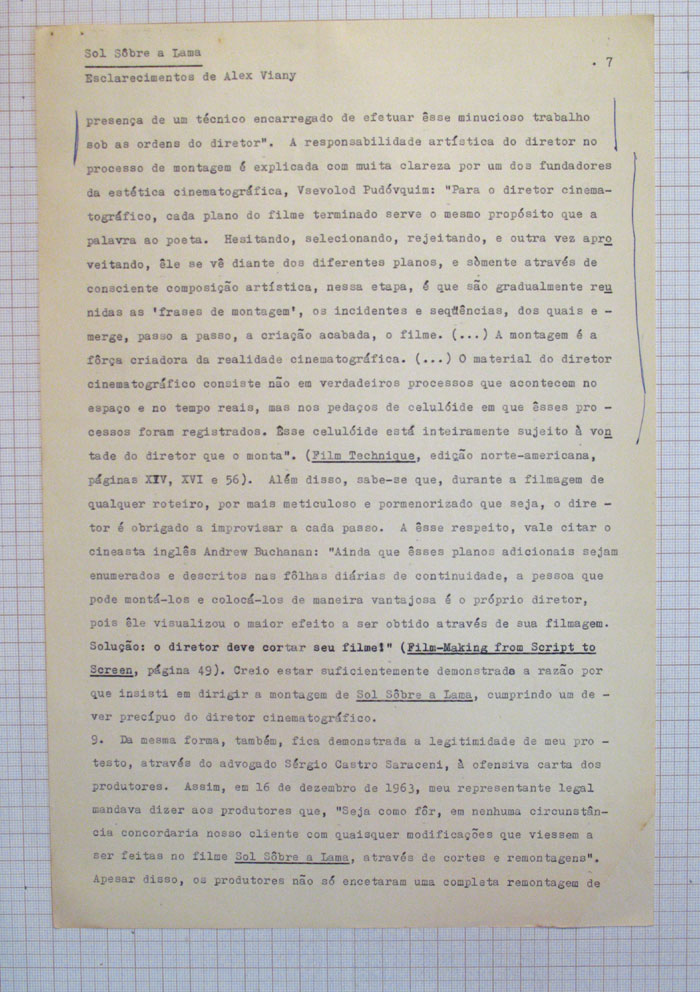 Sol Sôbre a Lama
Esclarecimentos de Alex Viany
. 7
presença de um técnico encarregado de efetuar êsse minucioso trabalho
sob as ordens do diretor". A responsabilidade artística do diretor no
processo de montagem é explicada com muita clareza por um dos fundadores
da estética cinematográfica, Vsevolod Pudóvquim: "Para o diretor cinema-
tográfico, cada plano do filme terminado serve o mesmo propósito que a
palavra ao poeta. Hesitando, selecionando, rejeitando, e outra vez apro
veitando, êle se vê diante dos diferentes planos, e sòmente através de
consciente composição artística, nessa etapa, é que são gradualmente reu
nidas as 'frases de montagem', os incidentes e seqüências, dos quais e -
merge, passo a passo, a criação acabada, o filme. (...) A montagem é a
fôrça criadora da realidade cinematográfica. (...) O material do diretor
cinematográfico consiste não em verdadeiros processos que acontecem no
espaço e no tempo reais, mas nos pedaços de celulóide em que êsses pro -
cessos foram registrados. Êsse celulóide está inteiramente sujeito à von
tade do diretor que o monta". (Film Technique, edição norte-americana,
páginas XIV, XVI e 56). Além disso, sabe-se que, durante a filmagem de
qualquer roteiro, por mais meticuloso e pormenorizado que seja, o dire -
tor é obrigado a improvisar a cada passo. A êsse respeito, vale citar o
cineasta inglês Andrew Buchanan: "Ainda que êsses planos adicionais sejam
enumerados e descritos nas fôlhas diárias de continuidade, a pessoa que
pode montá-los e colocá-los de maneira vantajosa é o próprio diretor,
pois êle visualizou o maior efeito a ser obtido através de sua filmagem.
Solução: o diretor deve cortar seu filme!" (Film-Making from Script to
Screen, página 49). Creio estar suficientemente demonstrada a razão por
que insisti em dirigir a montagem de Sol Sôbre a Lama, cumprindo um de -
ver precípuo do diretor cinematográfico.
9. Da mesma forma, também, fica demonstrada a legitimidade de meu pro -
testo, através do advogado Sérgio Castro Saraceni, à ofensiva carta dos
produtores. Assim, em 16 de dezembro de 1963, meu representante legal
mandava dizer aos produtores que, "Seja como fôr, em nenhuma circunstân-
cia concordaria nosso cliente com quaisquer modificações que viessem a
ser feitas no filme Sol Sôbre a Lama, através de cortes e remontagens".
Apesar disso, os produtores não só encetaram uma completa remontagem de